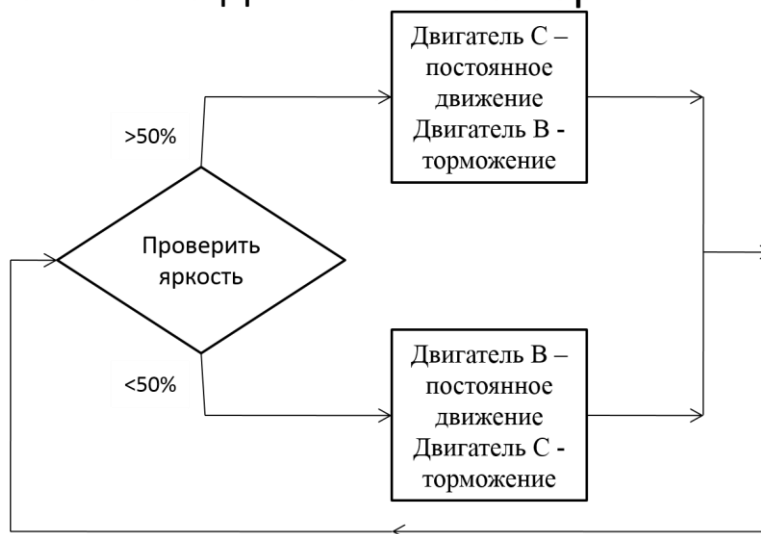 Двигатель С –
постоянное
движение
Двигатель В -
торможение
>50%
Проверить
яркость
<50%
Двигатель В –
постоянное
движение
Двигатель С -
торможение